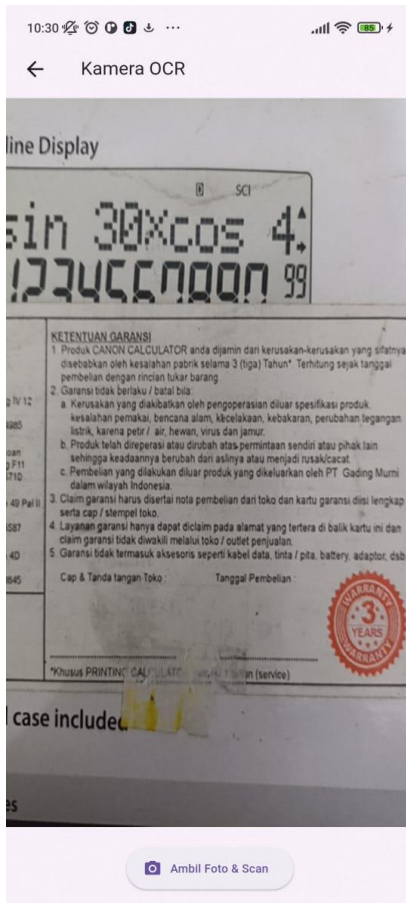 10:30
85
Kamera OCR
line Display
SCI
sin 30xcos 4
99
KETENTUAN GARANSI
1 Produk CANON CALCULATOR anda dijamin dari kerusakan-kerusakan yang sifatnya
disebabkan oleh kesalahan pabrik selama 3 (tiga) Tahun* Terhitung sejak tanggal
pembelian dengan rincian tukar barang
2. Garansi tidak berlaku / batal bila:
a. Kerusakan yang diakibatkan oleh pengoperasian diluar spesifikasi produk,
kesalahan pemakai, bencana alam, kecelakaan, kebakaran, perubahan tegangan
listrik, karena petir / air, hewan, virus dan jamur.
b. Produk telah direperasi atau dirubah atas permintaan sendiri atau pihak lain
sehingga keadaannya berubah dari aslinya atau menjadi rusak/cacat.
c. Pembelian yang dilakukan diluar produk yang dikeluarkan oleh PT Gading Murni
dalam wilayah Indonesia.
3. Claim garansi harus disertai nota pembelian dari toko dan kartu garansi diisi lengkap
serta cap / stempel toko.
4. Layanan garansi hanya dapat diclaim pada alamat yang tertera di balik kartu ini dan
claim garansi tidak diwakili melalui toko / outlet penjualan.
5. Garansi tidak termasuk aksesoris seperti kabel data, tinta / pita, battery, adaptor, dsb
g IV 12
g F11
49 Pal II
4D
Cap & Tanda tangan Toko :
Tanggal Pembelian :
WARRANTY
3
YEARS
WARRANTY
*Khusus PRINTING (service)
case included
es
Ambil Foto & Scan